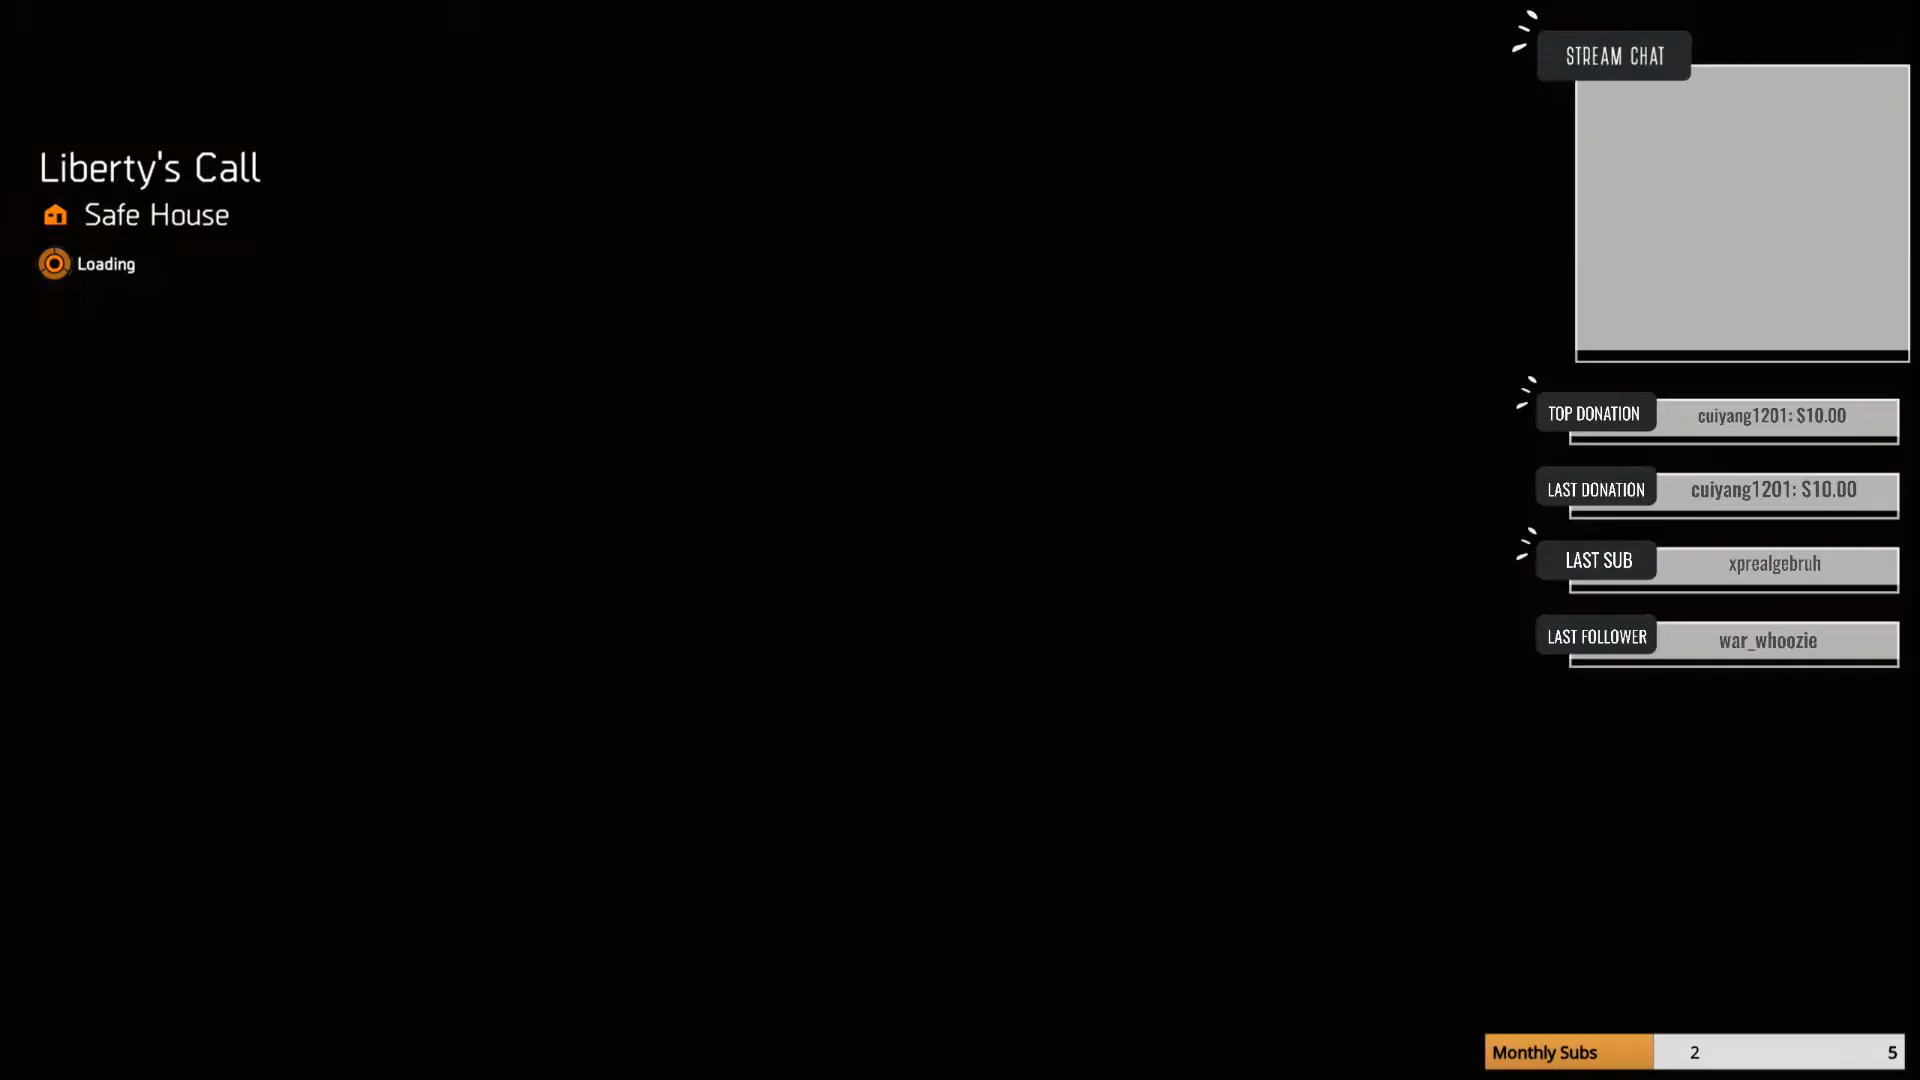 Liberty's Call
Safe House
Loading
STREAM CHAT
TOP DONATION
cuiyang1201: $10.00
LAST DONATION
cuiyang1201: $10.00
LAST SUB
xprealgebruh
LAST FOLLOWER
war_whoozie
Monthly Subs 2 5